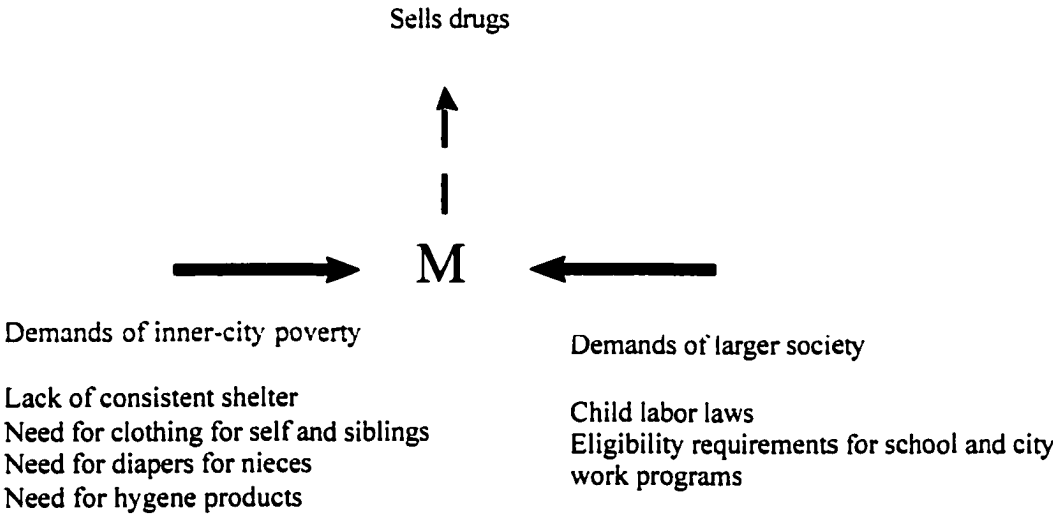 Sells drugs
M
Demands of inner-city poverty
Lack of consistent shelter
Need for clothing for self and siblings
Need for diapers for nieces
Need for hygene products
Demands of larger society
Child labor laws
Eligibility requirements for school and city
work programs